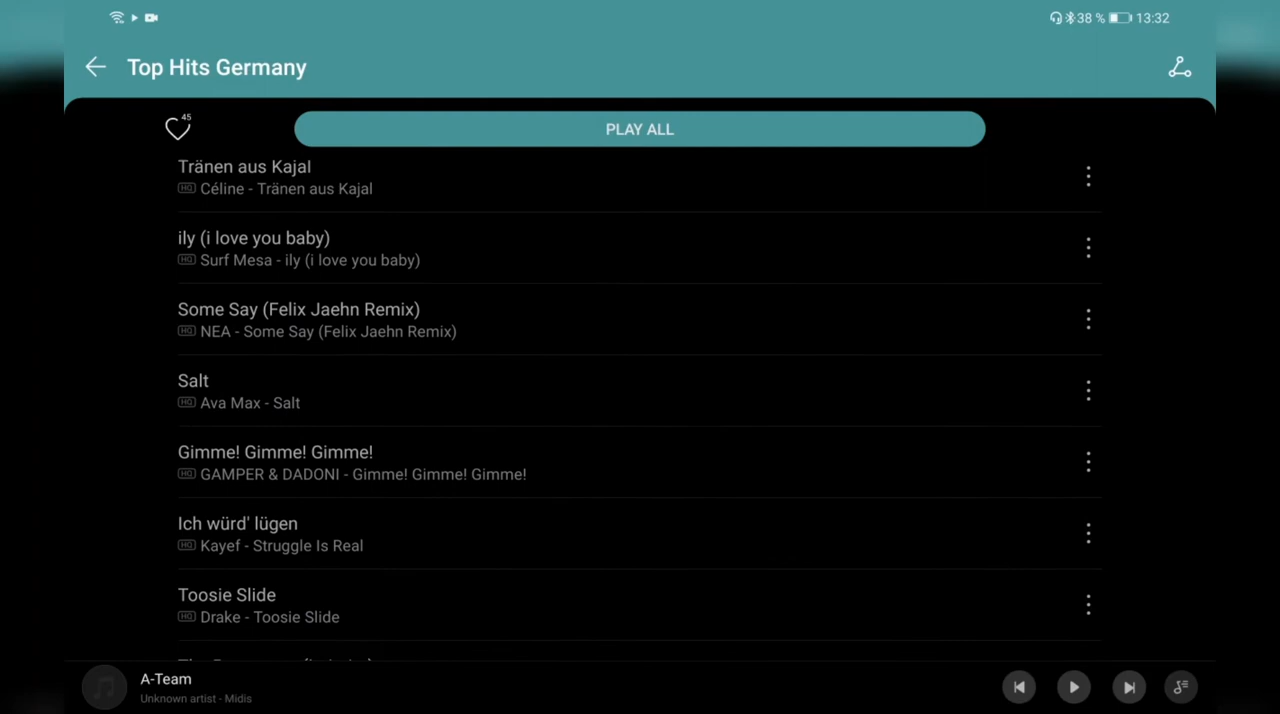 38 % 13:32
Top Hits Germany
45
PLAY ALL
Tränen aus Kajal
HQ Céline - Tränen aus Kajal
ily (i love you baby)
HQ Surf Mesa - ily (i love you baby)
Some Say (Felix Jaehn Remix)
HQ NEA - Some Say (Felix Jaehn Remix)
Salt
HQ Ava Max - Salt
Gimme! Gimme! Gimme!
HQ GAMPER & DADONI - Gimme! Gimme! Gimme!
Ich würd' lügen
HQ Kayef - Struggle Is Real
Toosie Slide
HQ Drake - Toosie Slide
A-Team
Unknown artist - Midis